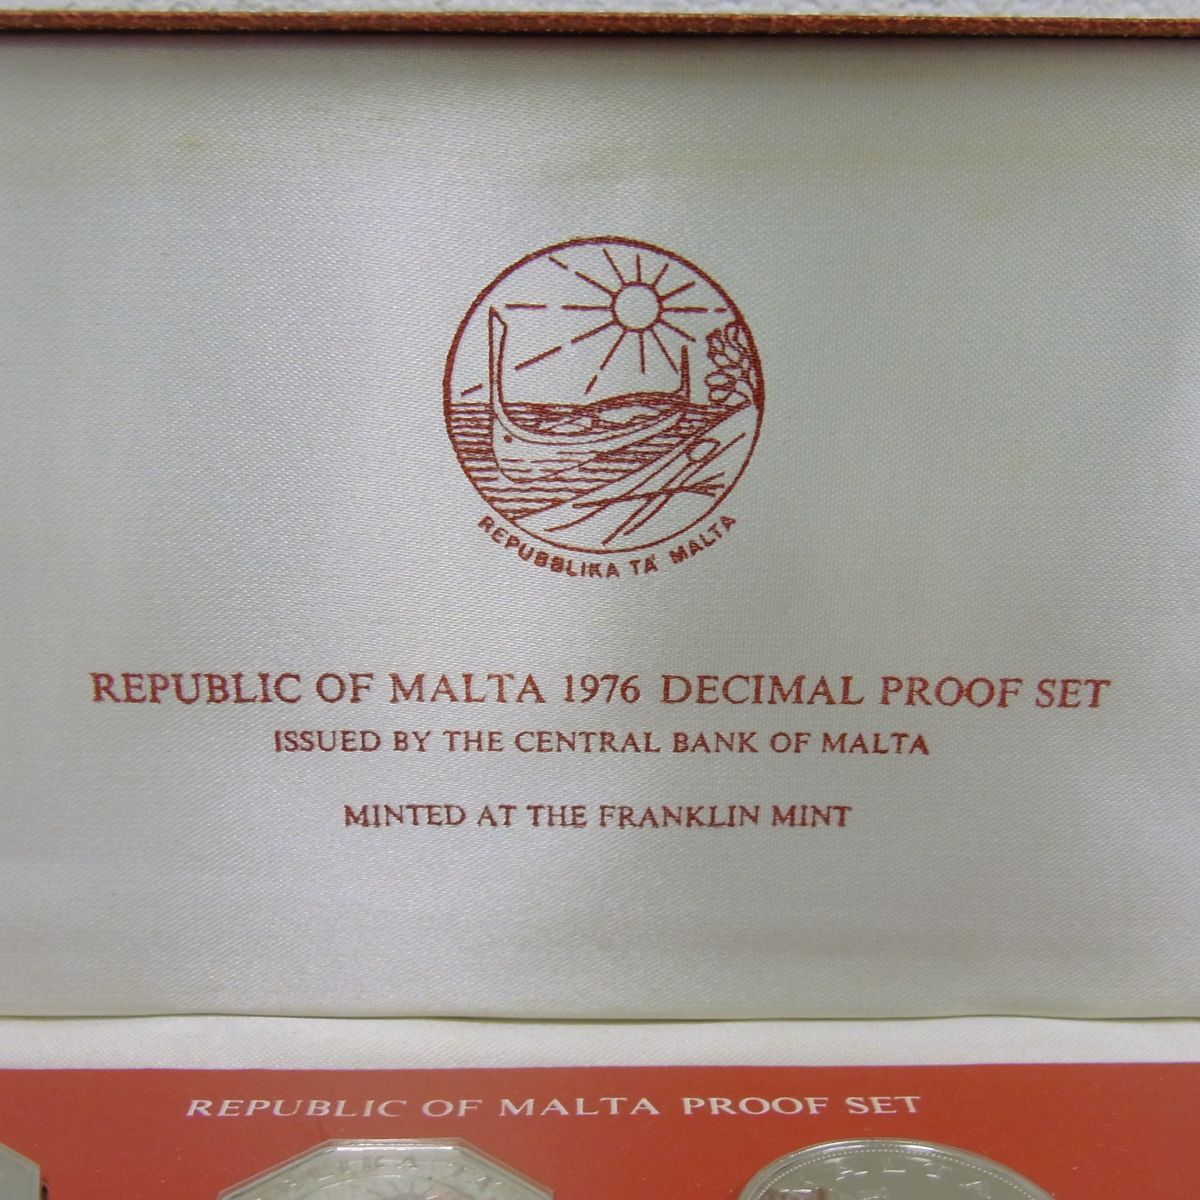 REPUBBLIKA TA' MALTA
REPUBLIC OF MALTA 1976 DECIMAL PROOF SET
ISSUED BY THE CENTRAL BANK OF MALTA
MINTED AT THE FRANKLIN MINT
REPUBLIC OF MALTA PROOF SET
MALTA